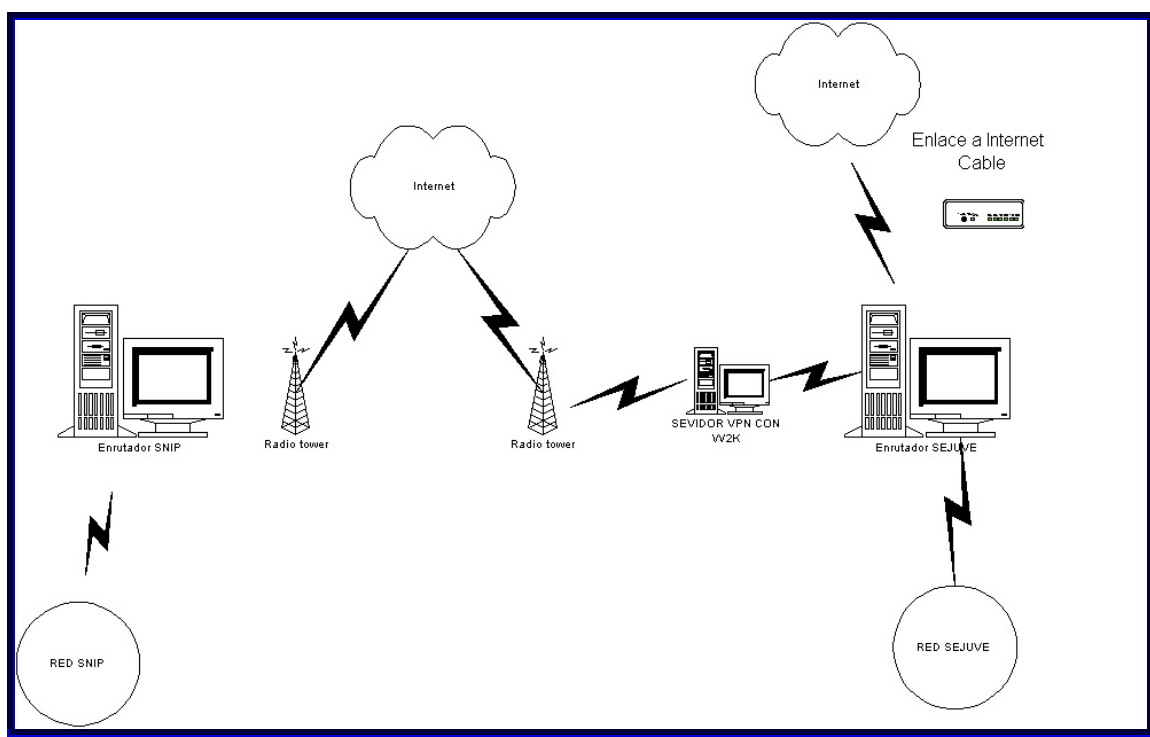 Internet
Enlace a Internet
Cable
Internet
Enrutador SNIP
Radio tower
Radio tower
SEVIDOR VPN CON
W2K
Enrutador SEJUVE
RED SNIP
RED SEJUVE